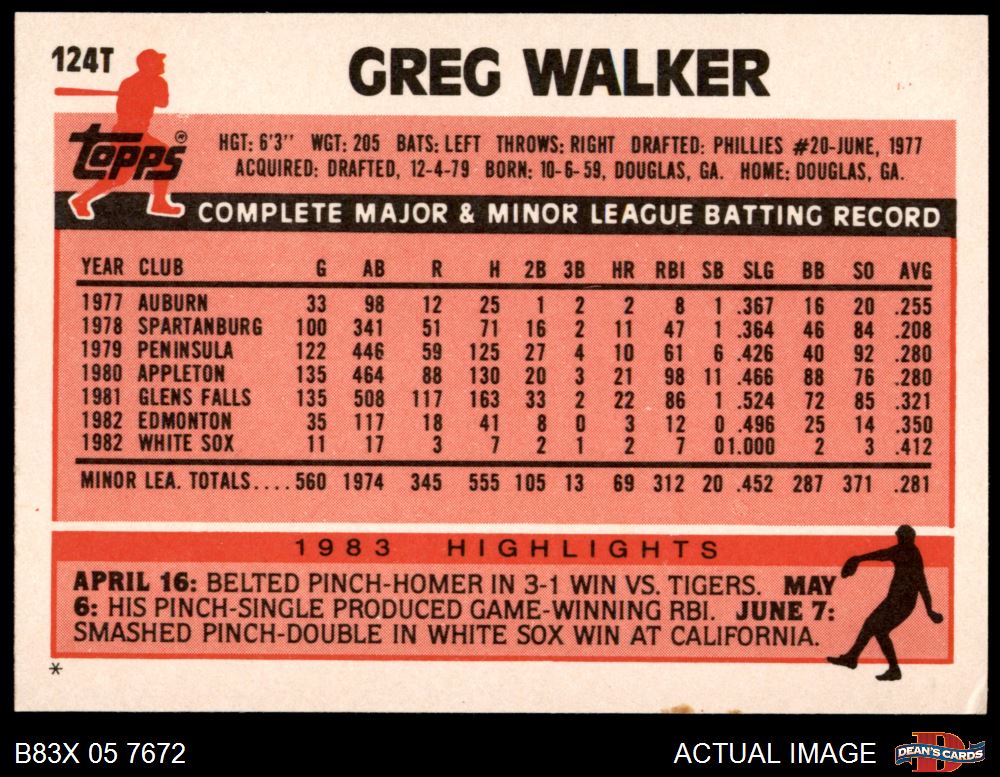 124T
GREG WALKER
topps®
HGT: 6'3" WGT: 205 BATS: LEFT THROWS: RIGHT DRAFTED: PHILLIES #20-JUNE, 1977
ACQUIRED: DRAFTED, 12-4-79 BORN: 10-6-59, DOUGLAS, GA. HOME: DOUGLAS, GA.
COMPLETE MAJOR & MINOR LEAGUE BATTING RECORD
YEAR CLUB G AB R H 2B 3B HR RBI SB SLG BB SO AVG
1977 AUBURN 33 98 12 25 1 2 2 8 1 .367 16 20 .255
1978 SPARTANBURG 100 341 51 71 16 2 11 47 1 .364 46 84 .208
1979 PENINSULA 122 446 59 125 27 4 10 61 6 .426 40 92 .280
1980 APPLETON 135 464 88 130 20 3 21 98 11 .466 88 76 .280
1981 GLENS FALLS 135 508 117 163 33 2 22 86 1 .524 72 85 .321
1982 EDMONTON 35 117 18 41 8 0 3 12 0 .496 25 14 .350
1982 WHITE SOX 11 17 3 7 2 1 2 7 0 1.000 2 3 .412
MINOR LEA. TOTALS.... 560 1974 345 555 105 13 69 312 20 .452 287 371 .281
1983 HIGHLIGHTS
APRIL 16: BELTED PINCH-HOMER IN 3-1 WIN VS. TIGERS. MAY
6: HIS PINCH-SINGLE PRODUCED GAME-WINNING RBI. JUNE 7:
SMASHED PINCH-DOUBLE IN WHITE SOX WIN AT CALIFORNIA.
*
B83X 05 7672
ACTUAL IMAGE
D
DEAN'S CARDS